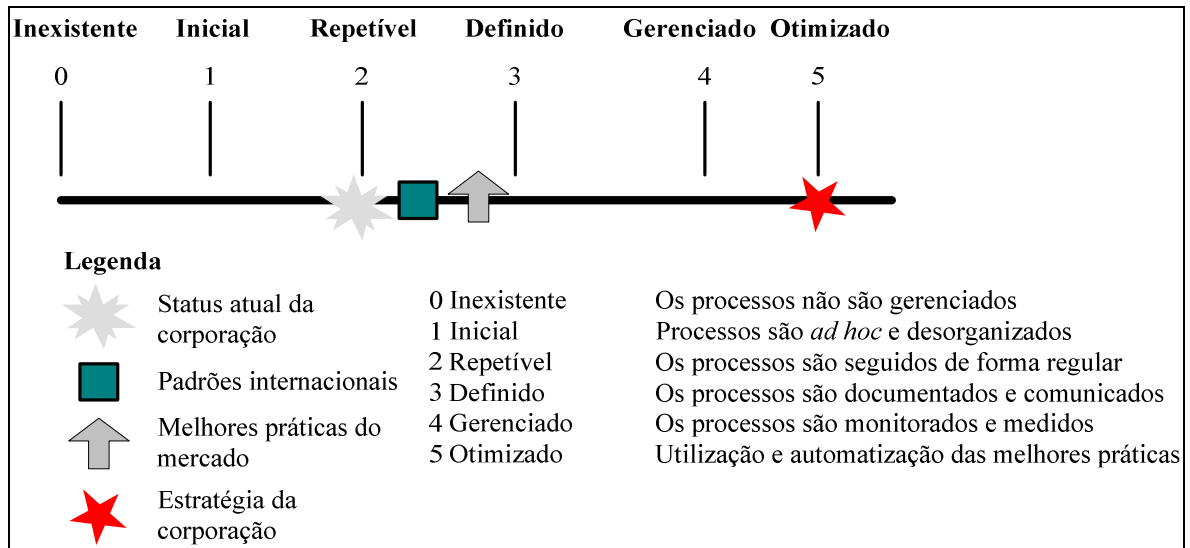 Inexistente Inicial Repetível Definido Gerenciado Otimizado
0 1 2 3 4 5
Legenda
Status atual da
corporação
Padrões internacionais
Melhores práticas do
mercado
Estratégia da
corporação
0 Inexistente Os processos não são gerenciados
1 Inicial Processos são ad hoc e desorganizados
2 Repetível Os processos são seguidos de forma regular
3 Definido Os processos são documentados e comunicados
4 Gerenciado Os processos são monitorados e medidos
5 Otimizado Utilização e automatização das melhores práticas